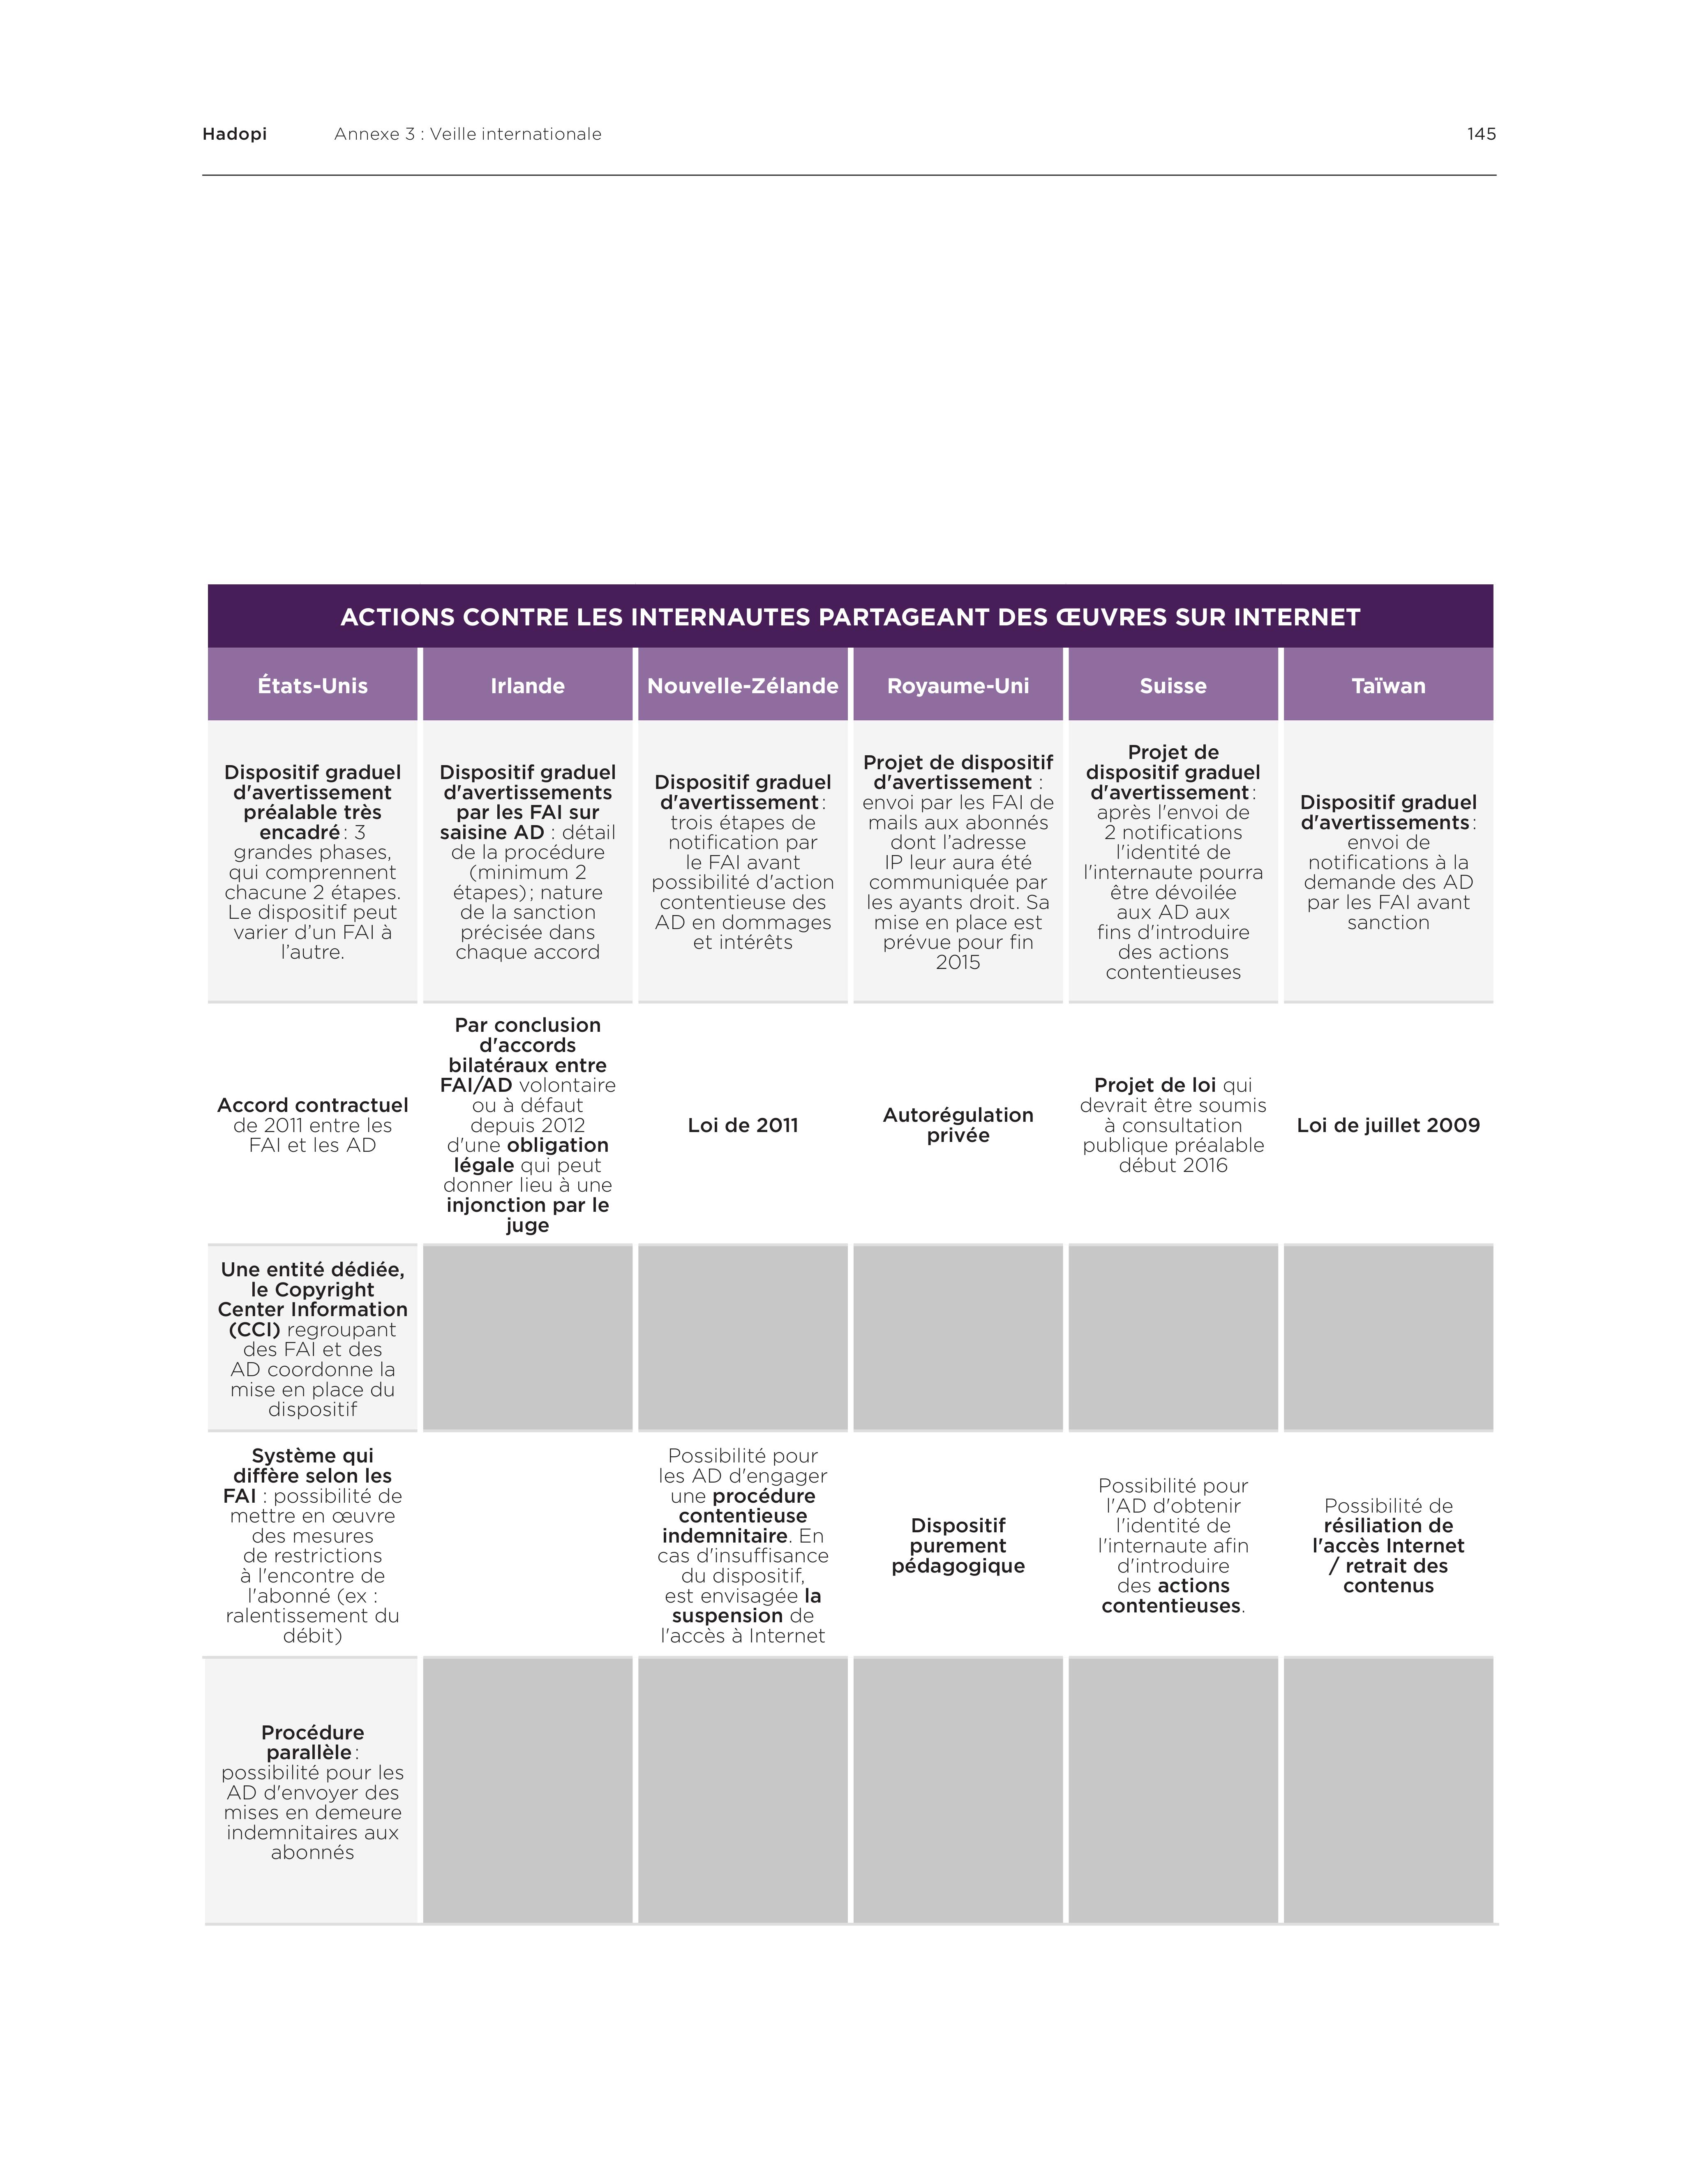 Hadopi Annexe 3 : Veille internationale 145
ACTIONS CONTRE LES INTERNAUTES PARTAGEANT DES ŒUVRES SUR INTERNET
États-Unis
Irlande
Nouvelle-Zélande
Royaume-Uni
Suisse
Taïwan
Dispositif graduel
d'avertissement
préalable très
encadré : 3
grandes phases,
qui comprennent
chacune 2 étapes.
Le dispositif peut
varier d’un FAI à
l’autre.
Dispositif graduel
d'avertissements
par les FAI sur
saisine AD : détail
de la procédure
(minimum 2
étapes) ; nature
de la sanction
précisée dans
chaque accord
Dispositif graduel
d'avertissement :
trois étapes de
notification par
le FAI avant
possibilité d'action
contentieuse des
AD en dommages
et intérêts
Projet de dispositif
d'avertissement :
envoi par les FAI de
mails aux abonnés
dont l’adresse
IP leur aura été
communiquée par
les ayants droit. Sa
mise en place est
prévue pour fin
2015
Projet de
dispositif graduel
d'avertissement :
après l'envoi de
2 notifications
l'identité de
l'internaute pourra
être dévoilée
aux AD aux
fins d'introduire
des actions
contentieuses
Dispositif graduel
d'avertissements :
envoi de
notifications à la
demande des AD
par les FAI avant
sanction
Accord contractuel
de 2011 entre les
FAI et les AD
Par conclusion
d'accords
bilatéraux entre
FAI/AD volontaire
ou à défaut
depuis 2012
d'une obligation
légale qui peut
donner lieu à une
injonction par le
juge
Loi de 2011
Autorégulation
privée
Projet de loi qui
devrait être soumis
à consultation
publique préalable
début 2016
Loi de juillet 2009
Une entité dédiée,
le Copyright
Center Information
(CCI) regroupant
des FAI et des
AD coordonne la
mise en place du
dispositif
Système qui
diffère selon les
FAI : possibilité de
mettre en œuvre
des mesures
de restrictions
à l'encontre de
l'abonné (ex :
ralentissement du
débit)
Possibilité pour
les AD d'engager
une procédure
contentieuse
indemnitaire. En
cas d'insuffisance
du dispositif,
est envisagée la
suspension de
l'accès à Internet
Dispositif
purement
pédagogique
Possibilité pour
l'AD d'obtenir
l'identité de
l'internaute afin
d'introduire
des actions
contentieuses.
Possibilité de
résiliation de
l'accès Internet
/ retrait des
contenus
Procédure
parallèle :
possibilité pour les
AD d'envoyer des
mises en demeure
indemnitaires aux
abonnés